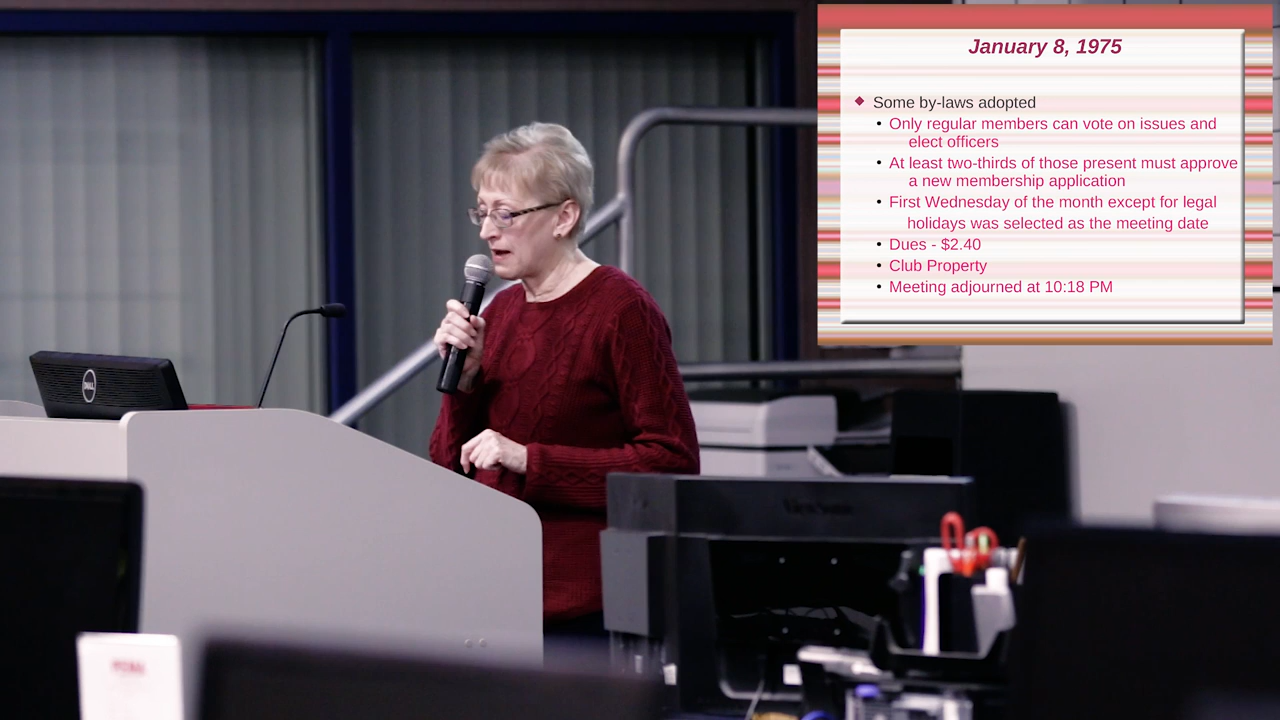 January 8, 1975
Some by-laws adopted
Only regular members can vote on issues and
elect officers
At least two-thirds of those present must approve
a new membership application
First Wednesday of the month except for legal
holidays was selected as the meeting date
Dues - $2.40
Club Property
Meeting adjourned at 10:18 PM
DELL
ViewSonic